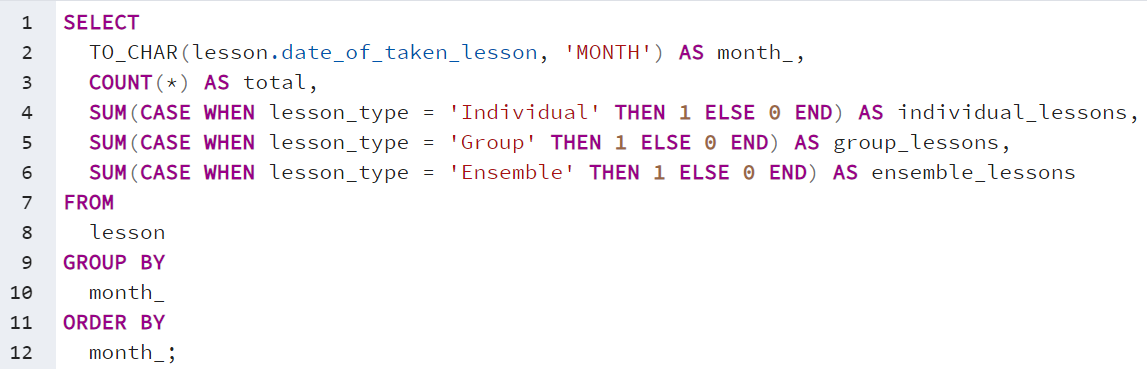 1 SELECT
2 TO_CHAR(lesson.date_of_taken_lesson, 'MONTH') AS month_,
3 COUNT(*) AS total,
4 SUM(CASE WHEN lesson_type = 'Individual' THEN 1 ELSE 0 END) AS individual_lessons,
5 SUM(CASE WHEN lesson_type = 'Group' THEN 1 ELSE 0 END) AS group_lessons,
6 SUM(CASE WHEN lesson_type = 'Ensemble' THEN 1 ELSE 0 END) AS ensemble_lessons
7 FROM
8 lesson
9 GROUP BY
10 month_
11 ORDER BY
12 month_;